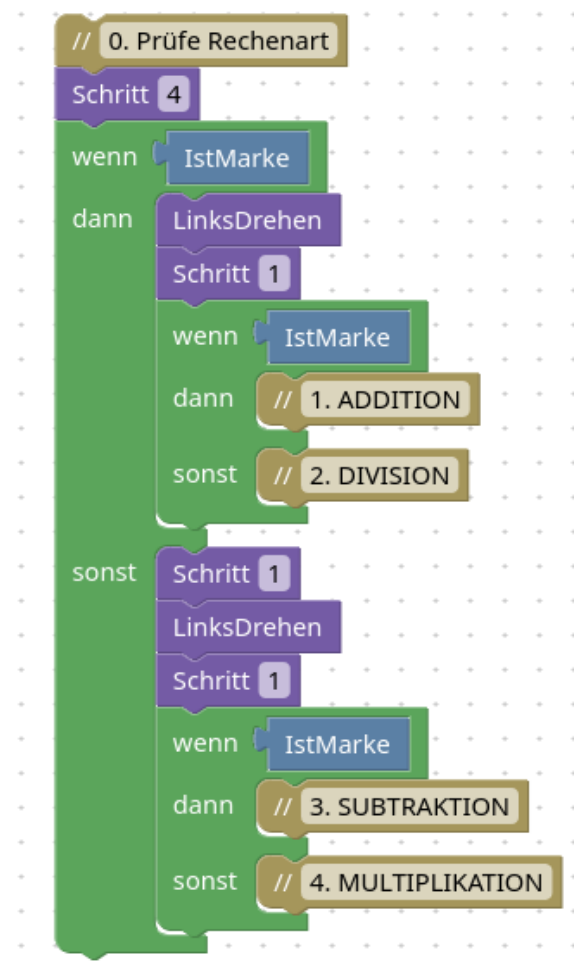 // 0. Prüfe Rechenart
Schritt 4
wenn IstMarke
dann LinksDrehen
Schritt 1
wenn IstMarke
dann // 1. ADDITION
sonst // 2. DIVISION
sonst Schritt 1
LinksDrehen
Schritt 1
wenn IstMarke
dann // 3. SUBTRAKTION
sonst // 4. MULTIPLIKATION